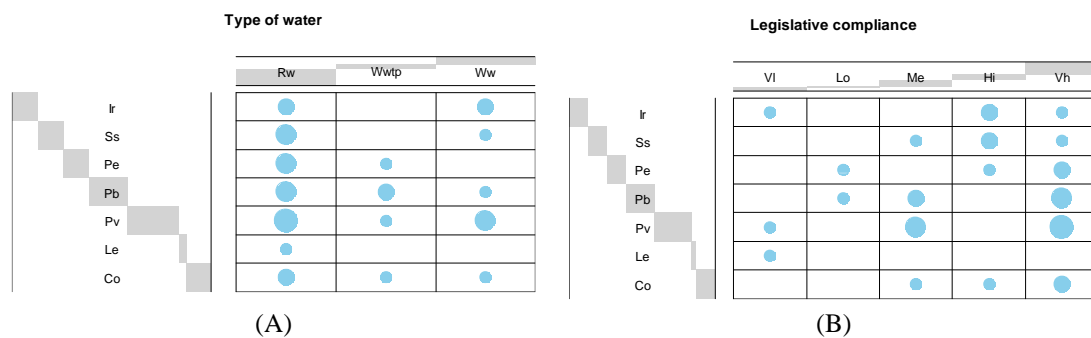 Type of water
Rw Wwtp Ww
Ir
Ss
Pe
Pb
Pv
Le
Co
(A)
Legislative compliance
Vl Lo Me Hi Vh
Ir
Ss
Pe
Pb
Pv
Le
Co
(B)